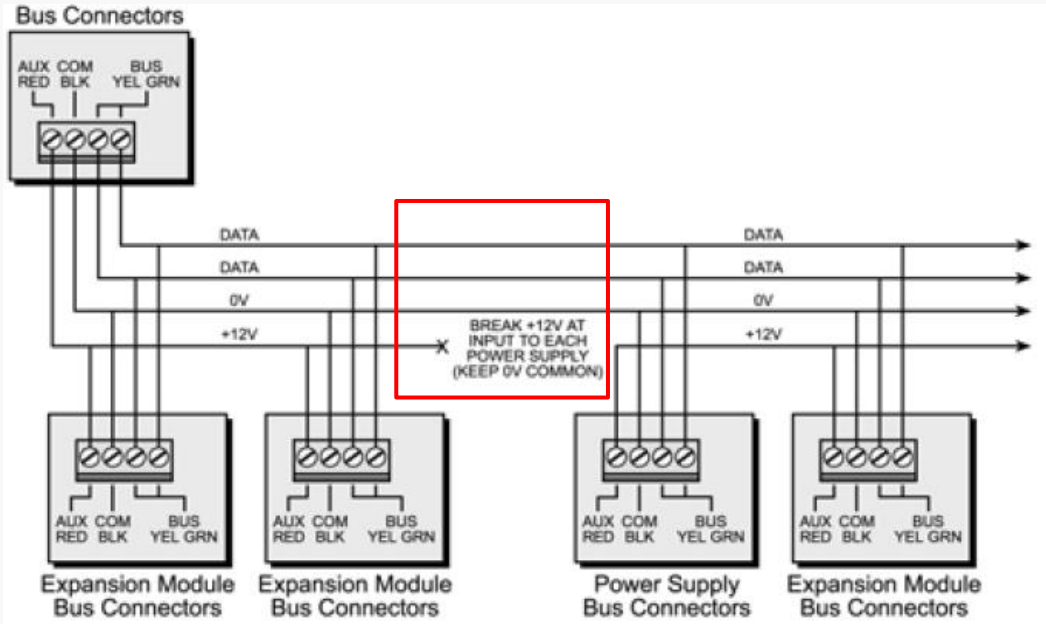 Bus Connectors
AUX COM BUS
RED BLK YEL GRN
DATA DATA
DATA DATA
0V 0V
+12V +12V
X
BREAK +12V AT
INPUT TO EACH
POWER SUPPLY
(KEEP 0V COMMON)
AUX COM BUS
RED BLK YEL GRN
Expansion Module
Bus Connectors
AUX COM BUS
RED BLK YEL GRN
Expansion Module
Bus Connectors
AUX COM BUS
RED BLK YEL GRN
Power Supply
Bus Connectors
AUX COM BUS
RED BLK YEL GRN
Expansion Module
Bus Connectors